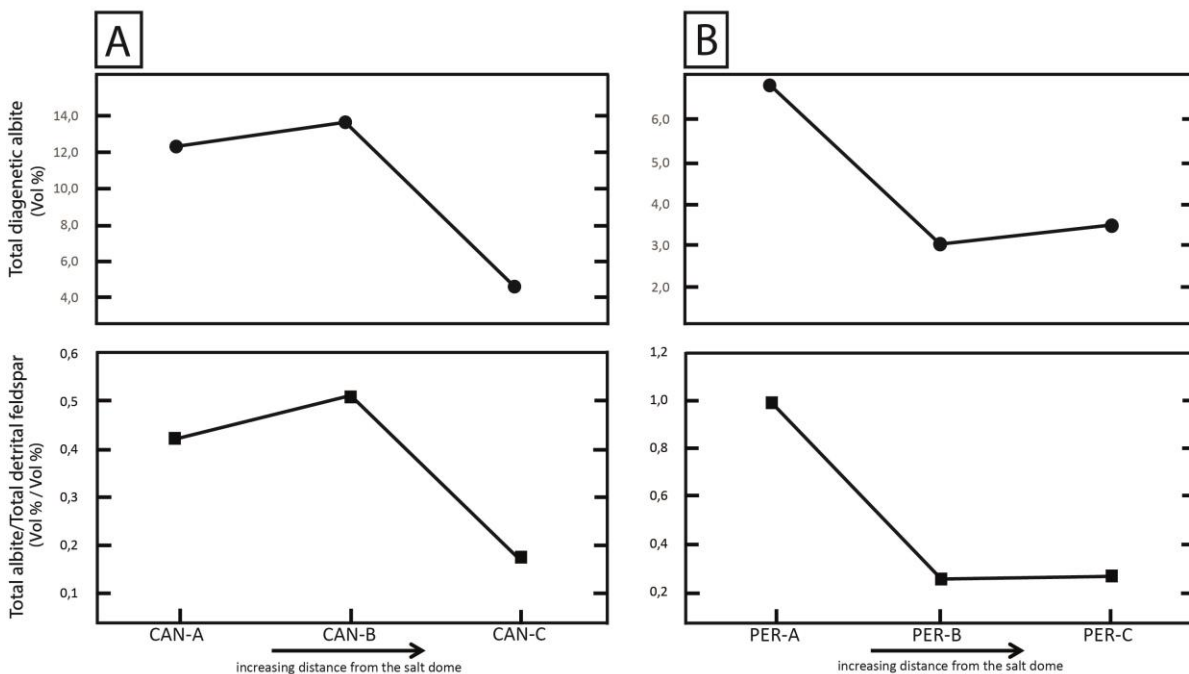 A
Total diagenetic albite
(Vol %)
14,0
12,0
10,0
8,0
6,0
4,0
B
6,0
5,0
4,0
3,0
2,0
Total albite/Total detrital feldspar
(Vol % / Vol %)
0,6
0,5
0,4
0,3
0,2
0,1
1,2
1,0
0,8
0,6
0,4
0,2
CAN-A CAN-B CAN-C
increasing distance from the salt dome
PER-A PER-B PER-C
increasing distance from the salt dome